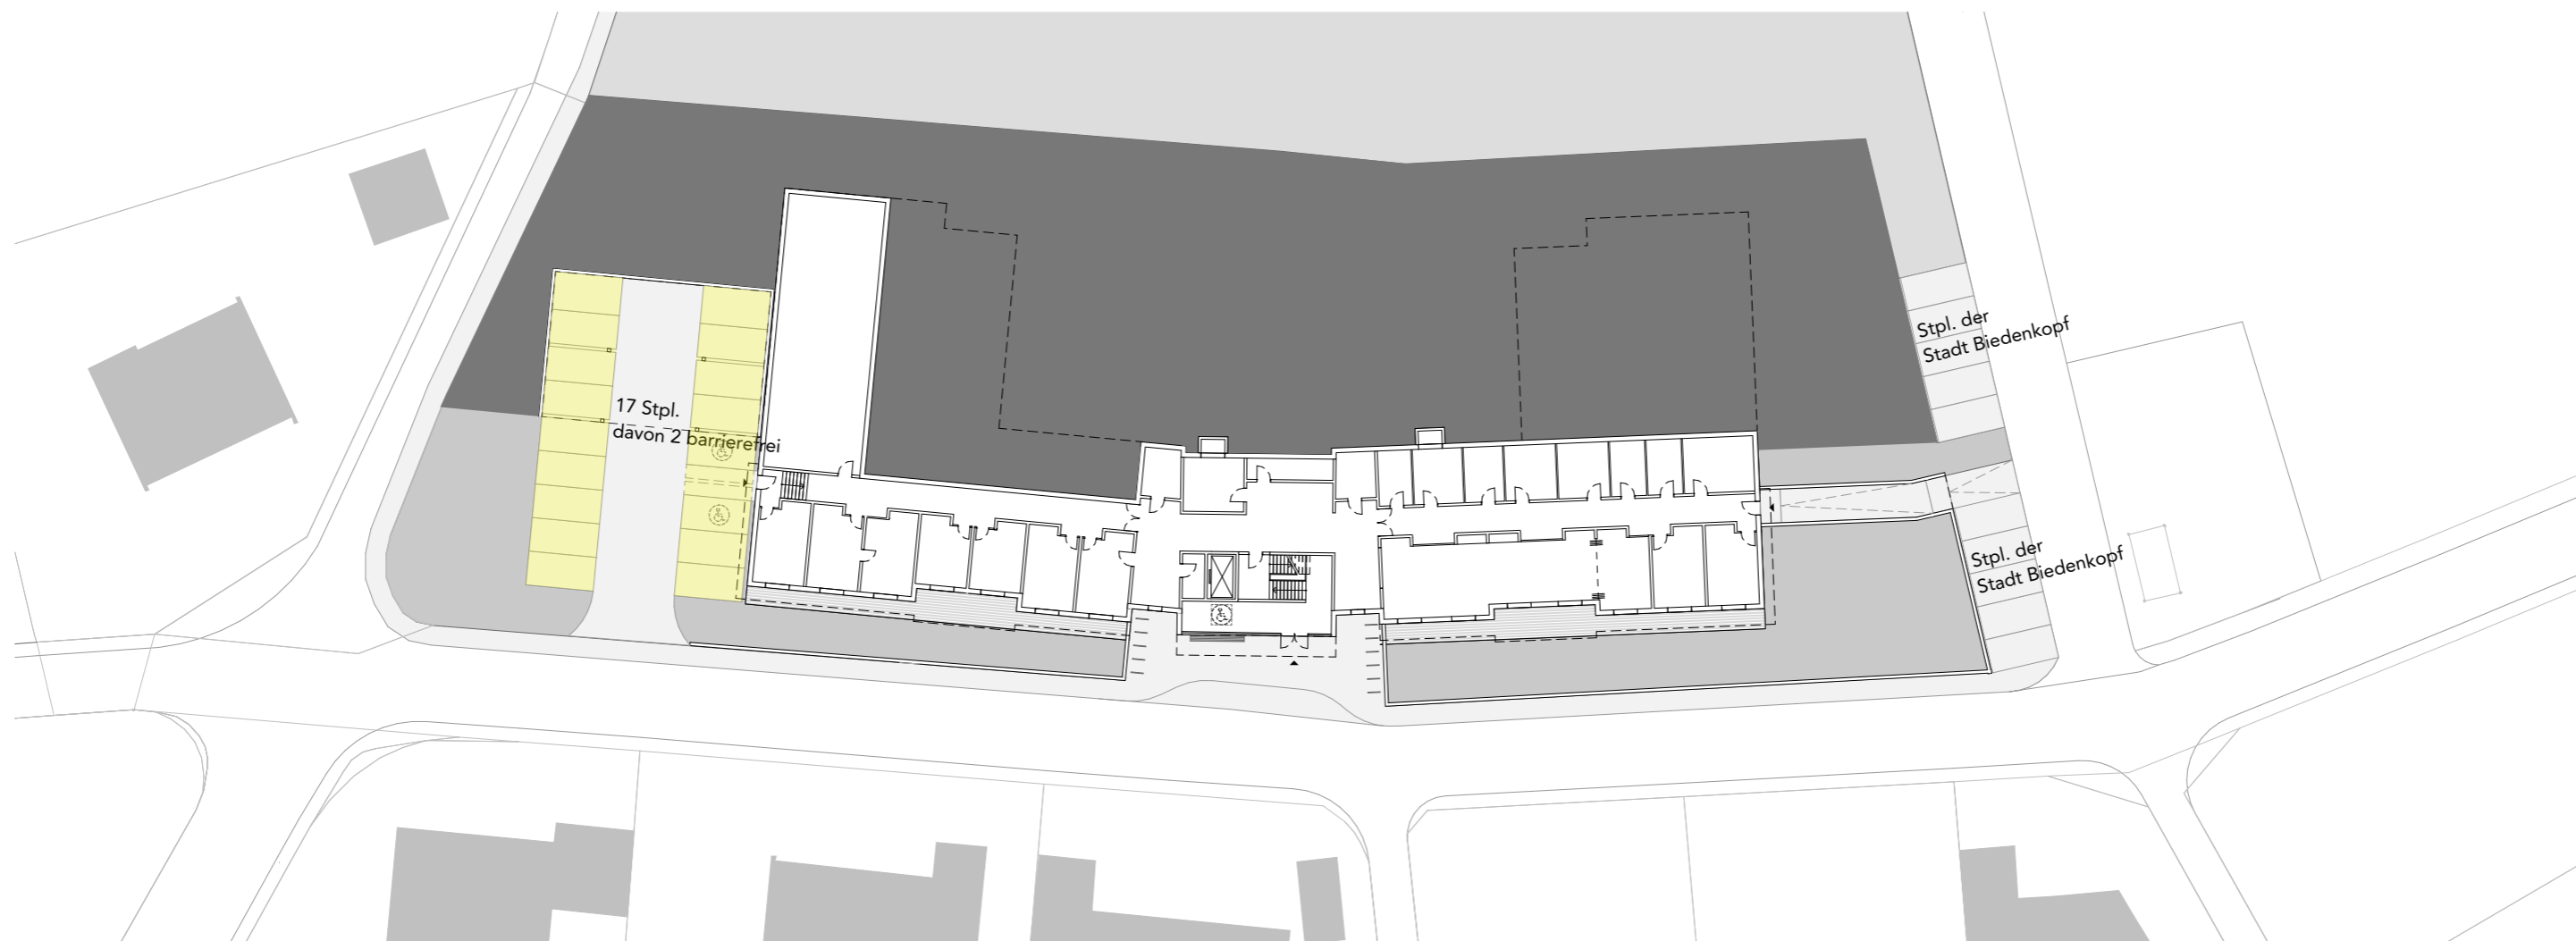 17 Stpl.
davon 2 barrierefrei
Stpl. der
Stadt Biedenkopf
Stpl. der
Stadt Biedenkopf